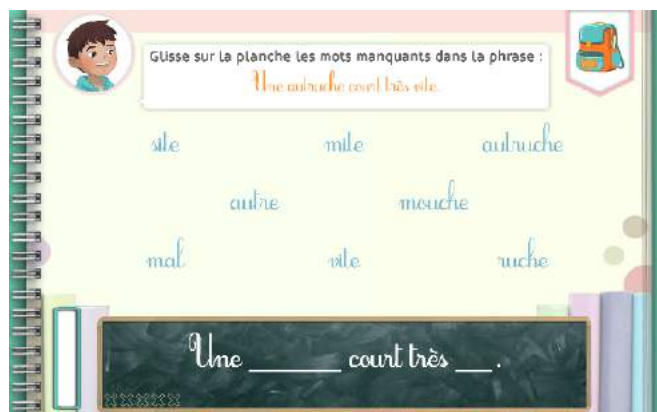 Glisse sur la planche les mots manquants dans la phrase :
Une autruche court très vite.
site mite autruche
autre mouche
mal vite ruche
Une ______ court très ___.